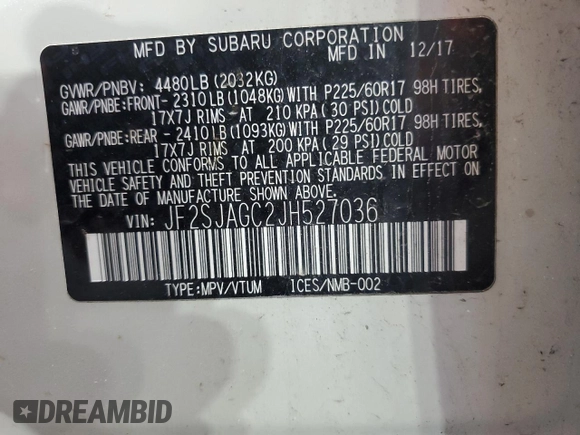 MFD BY SUBARU CORPORATION
MFD IN 12/17
GVWR/PNBV: 4480LB (2032KG)
GAWR/PNBE:FRONT- 2310LB (1048KG) WITH P225/60R17 98H TIRES,
17X7J RIMS AT 210 KPA (30 PSI) COLD
GAWR/PNBE:REAR - 2410LB (1093KG) WITH P225/60R17 98H TIRES,
17X7J RIMS AT 200 KPA (29 PSI) COLD
THIS VEHICLE CONFORMS TO ALL APPLICABLE FEDERAL MOTOR
VEHICLE SAFETY AND THEFT PREVENTION STANDARDS IN EFFECT ON
THE DATE OF MANUFACTURE SHOWN ABOVE.
VIN: JF2SJAGC2JH527036
TYPE:MPV/VTUM ICES/NMB-002
DREAMBID